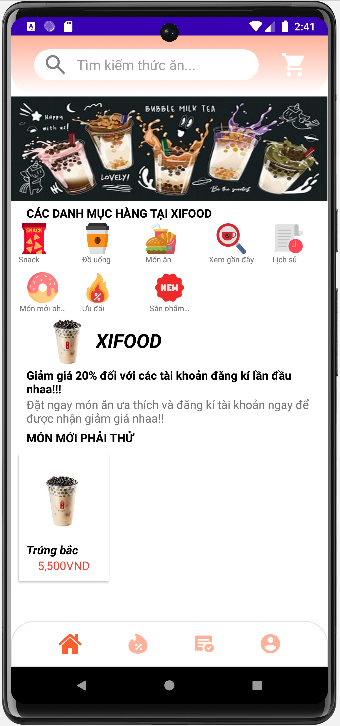 2:41
Tìm kiếm thức ăn...
Happy with us!
BUBBLE MILK TEA
LOVELY!
Be the sweetest
CÁC DANH MỤC HÀNG TẠI XIFOOD
SNACK
Snack
Đồ uống
Món ăn
Xem gần đây
Lịch sử
NEW
Món mới ph...
Ưu đãi
Sản phẩm...
XIFOOD
Giảm giá 20% đối với các tài khoản đăng kí lần đầu
nhaa!!!
Đặt ngay món ăn ưa thích và đăng kí tài khoản ngay để
được nhận giảm giá nhaa!!
MÓN MỚI PHẢI THỬ
Trứng bắc
5,500VND